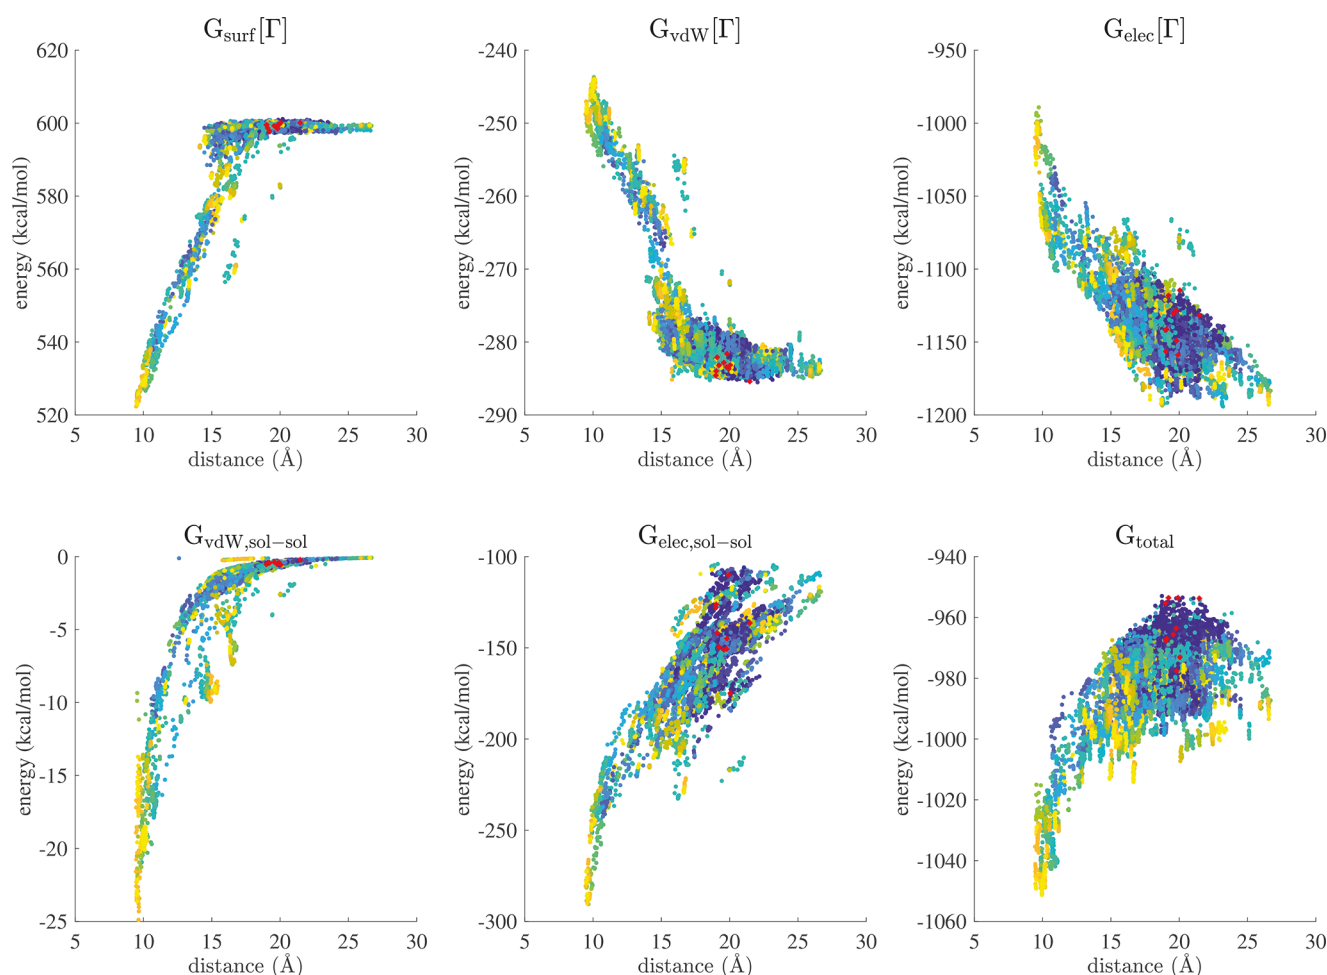 G_surf[Γ]
620
600
580
560
540
520
energy (kcal/mol)
5 10 15 20 25 30
distance (Å)
G_vdW[Γ]
-240
-250
-260
-270
-280
-290
energy (kcal/mol)
5 10 15 20 25 30
distance (Å)
G_elec[Γ]
-950
-1000
-1050
-1100
-1150
-1200
energy (kcal/mol)
5 10 15 20 25 30
distance (Å)
G_vdW,sol−sol
0
-5
-10
-15
-20
-25
energy (kcal/mol)
5 10 15 20 25 30
distance (Å)
G_elec,sol−sol
-100
-150
-200
-250
-300
energy (kcal/mol)
5 10 15 20 25 30
distance (Å)
G_total
-940
-960
-980
-1000
-1020
-1040
-1060
energy (kcal/mol)
5 10 15 20 25 30
distance (Å)